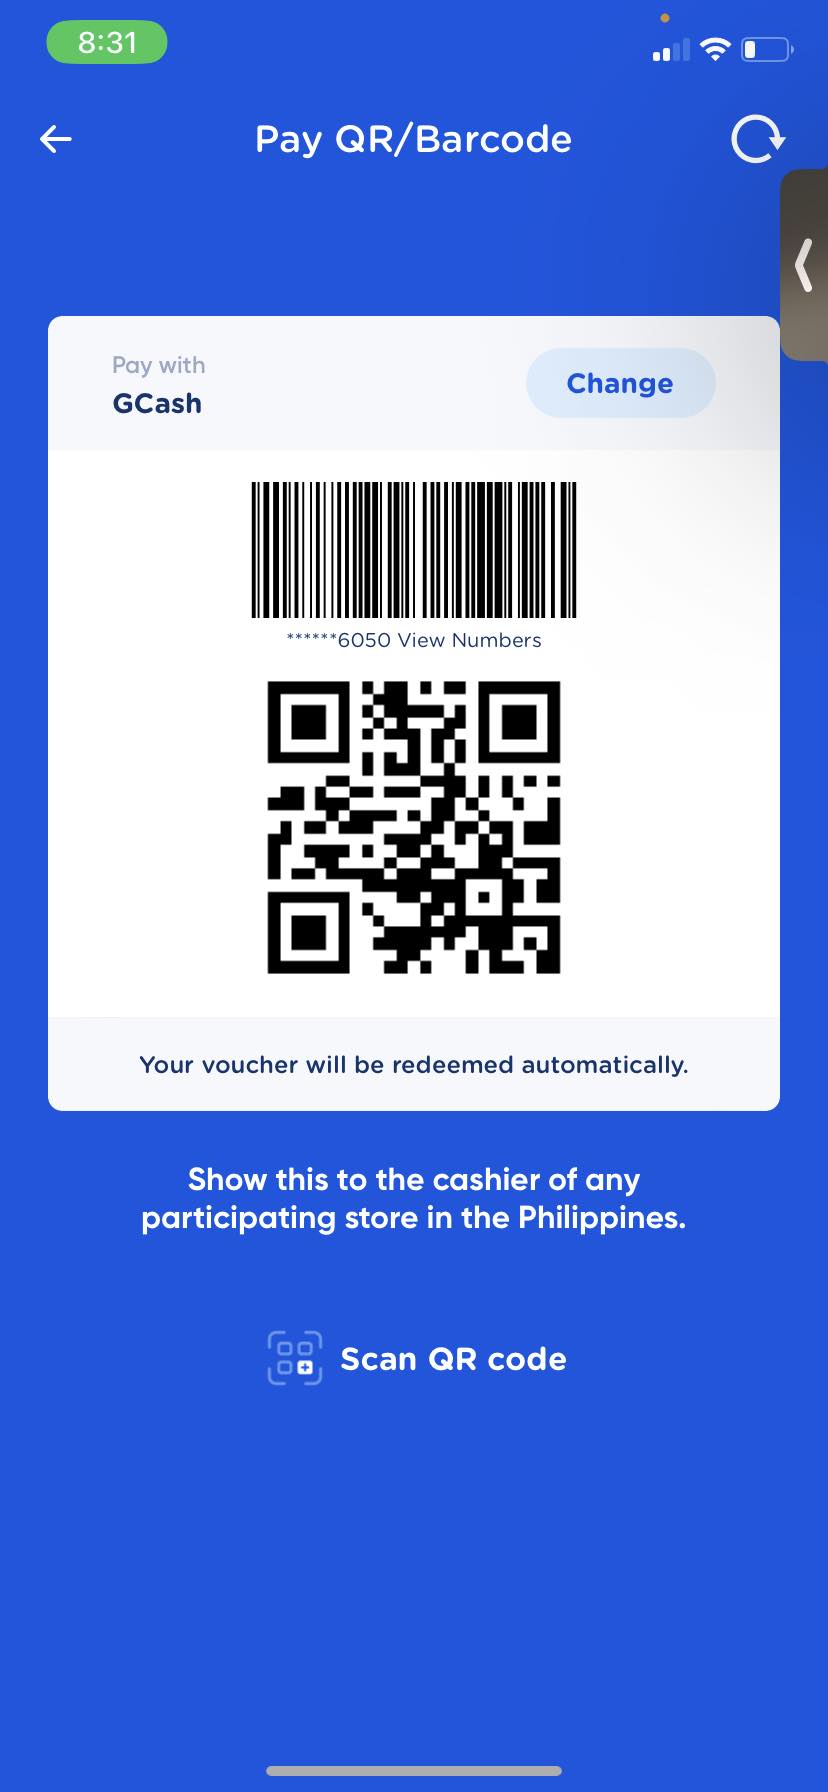 8:31
Pay QR/Barcode
Pay with
GCash
Change
******6050 View Numbers
Your voucher will be redeemed automatically.
Show this to the cashier of any
participating store in the Philippines.
Scan QR code